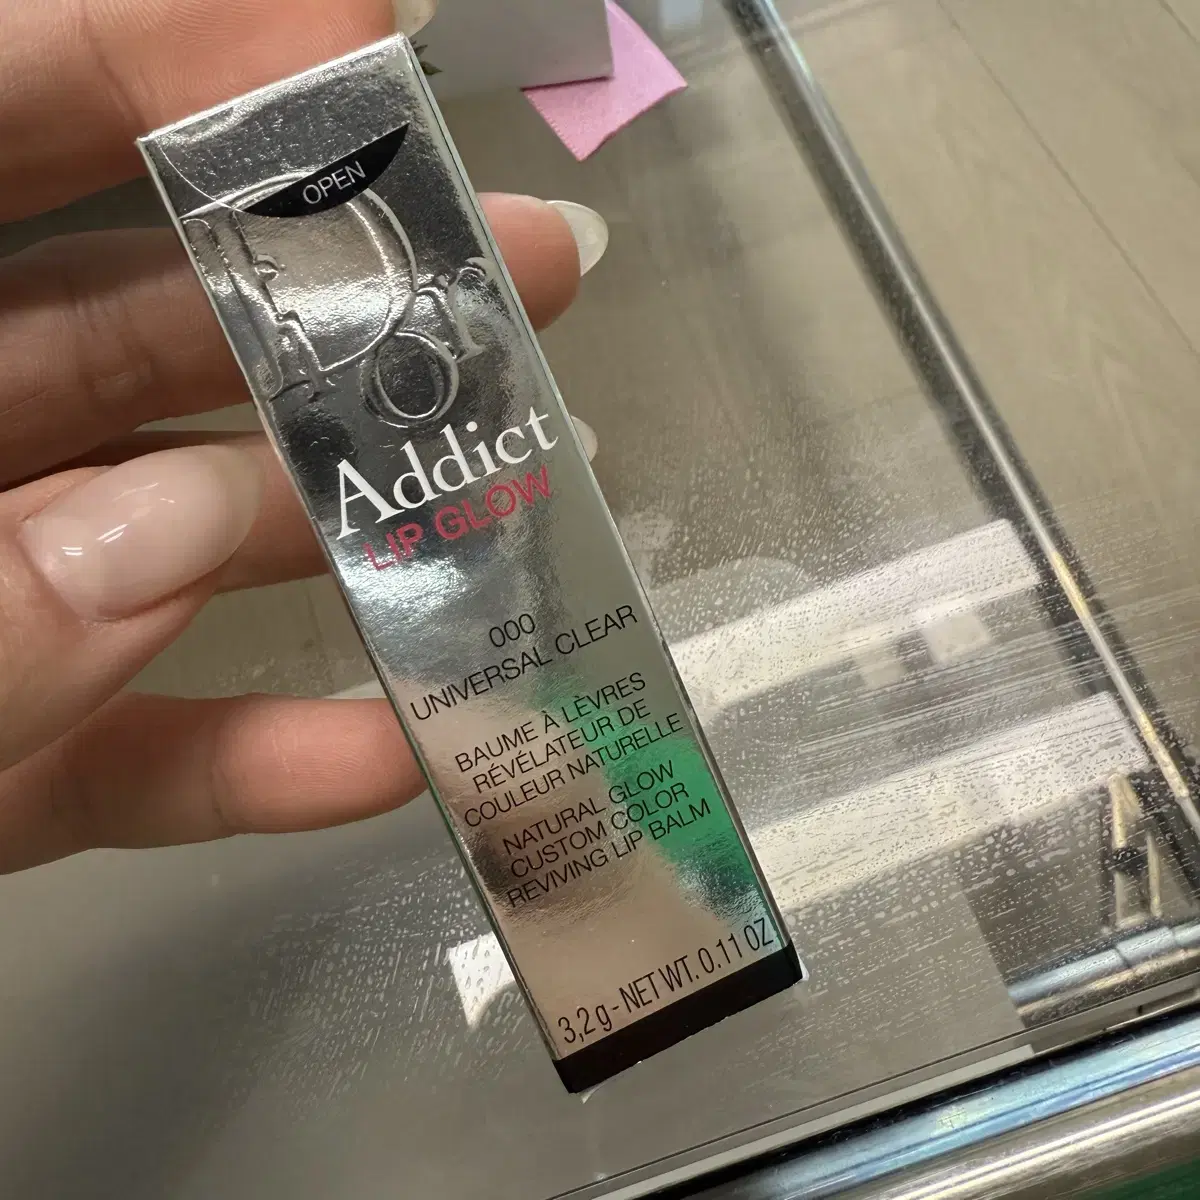 OPEN
Dior
Addict
LIP GLOW
000
UNIVERSAL CLEAR
BAUME À LÈVRES
RÉVÉLATEUR DE
COULEUR NATURELLE
NATURAL GLOW
CUSTOM COLOR
REVIVING LIP BALM
3,2 g - NET WT. 0.11 OZ